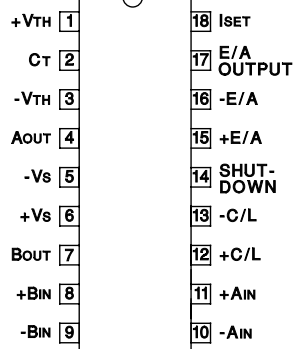 +VTH 1
CT 2
-VTH 3
AOUT 4
-VS 5
+VS 6
BOUT 7
+BIN 8
-BIN 9
18 ISET
17 E/A OUTPUT
16 -E/A
15 +E/A
14 SHUT-
DOWN
13 -C/L
12 +C/L
11 +AIN
10 -AIN